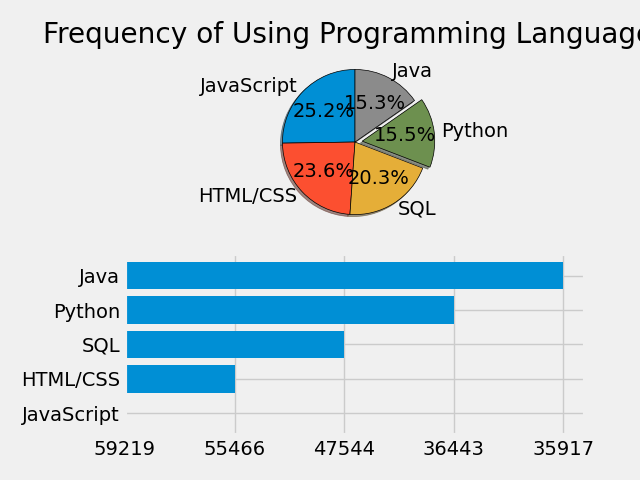 Frequency of Using Programming Language
Java
JavaScript
15.3%
25.2%
Python
15.5%
23.6%
20.3%
HTML/CSS
SQL
Java
Python
SQL
HTML/CSS
JavaScript
59219 55466 47544 36443 35917